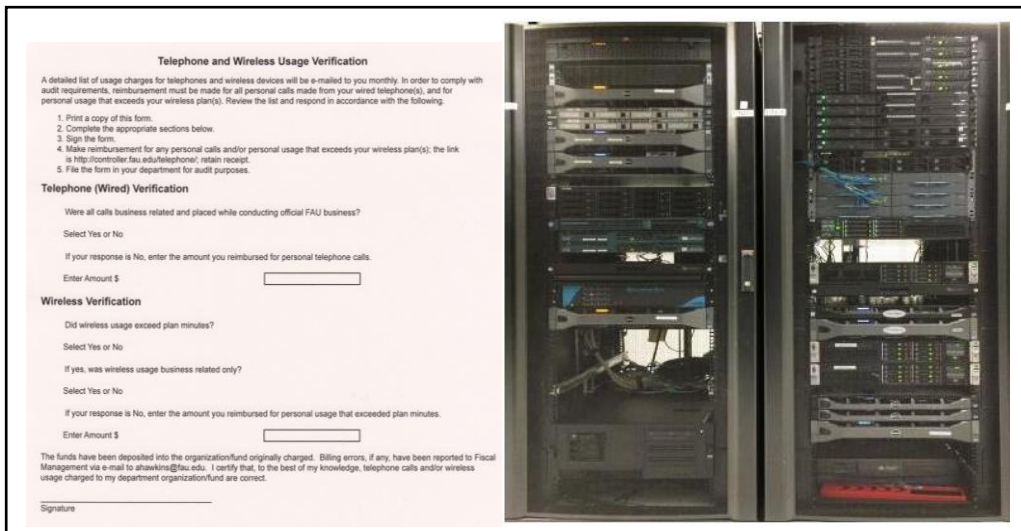 Telephone and Wireless Usage Verification
A detailed list of usage charges for telephones and wireless devices will be e-mailed to you monthly. In order to comply with
audit requirements, reimbursement must be made for all personal calls made from your wired telephone(s), and for
personal usage that exceeds your wireless plan(s). Review the list and respond in accordance with the following.
1. Print a copy of this form.
2. Complete the appropriate sections below.
3. Sign the form.
4. Make reimbursement for any personal calls and/or personal usage that exceeds your wireless plan(s); the link
is http://controller.fau.edu/telephone/; retain receipt.
5. File the form in your department for audit purposes.
Telephone (Wired) Verification
Were all calls business related and placed while conducting official FAU business?
Select Yes or No
If your response is No, enter the amount you reimbursed for personal telephone calls.
Enter Amount $
Wireless Verification
Did wireless usage exceed plan minutes?
Select Yes or No
If yes, was wireless usage business related only?
Select Yes or No
If your response is No, enter the amount you reimbursed for personal usage that exceeded plan minutes.
Enter Amount $
The funds have been deposited into the organization/fund originally charged. Billing errors, if any, have been reported to Fiscal
Management via e-mail to ahawkins@fau.edu. I certify that, to the best of my knowledge, telephone calls and/or wireless
usage charged to my department organization/fund are correct.
Signature